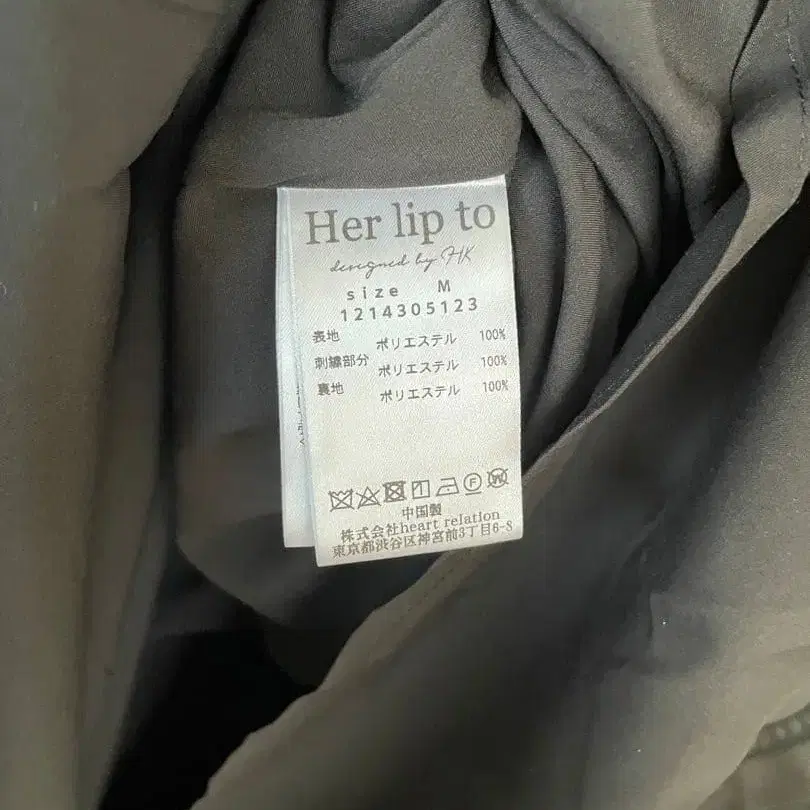 Her lip to
designed by HK
size M
1214305123
表地 ポリエステル 100%
刺繍部分 ポリエステル 100%
裏地 ポリエステル 100%
中国製
株式会社heart relation
東京都渋谷区神宮前3丁目6-8